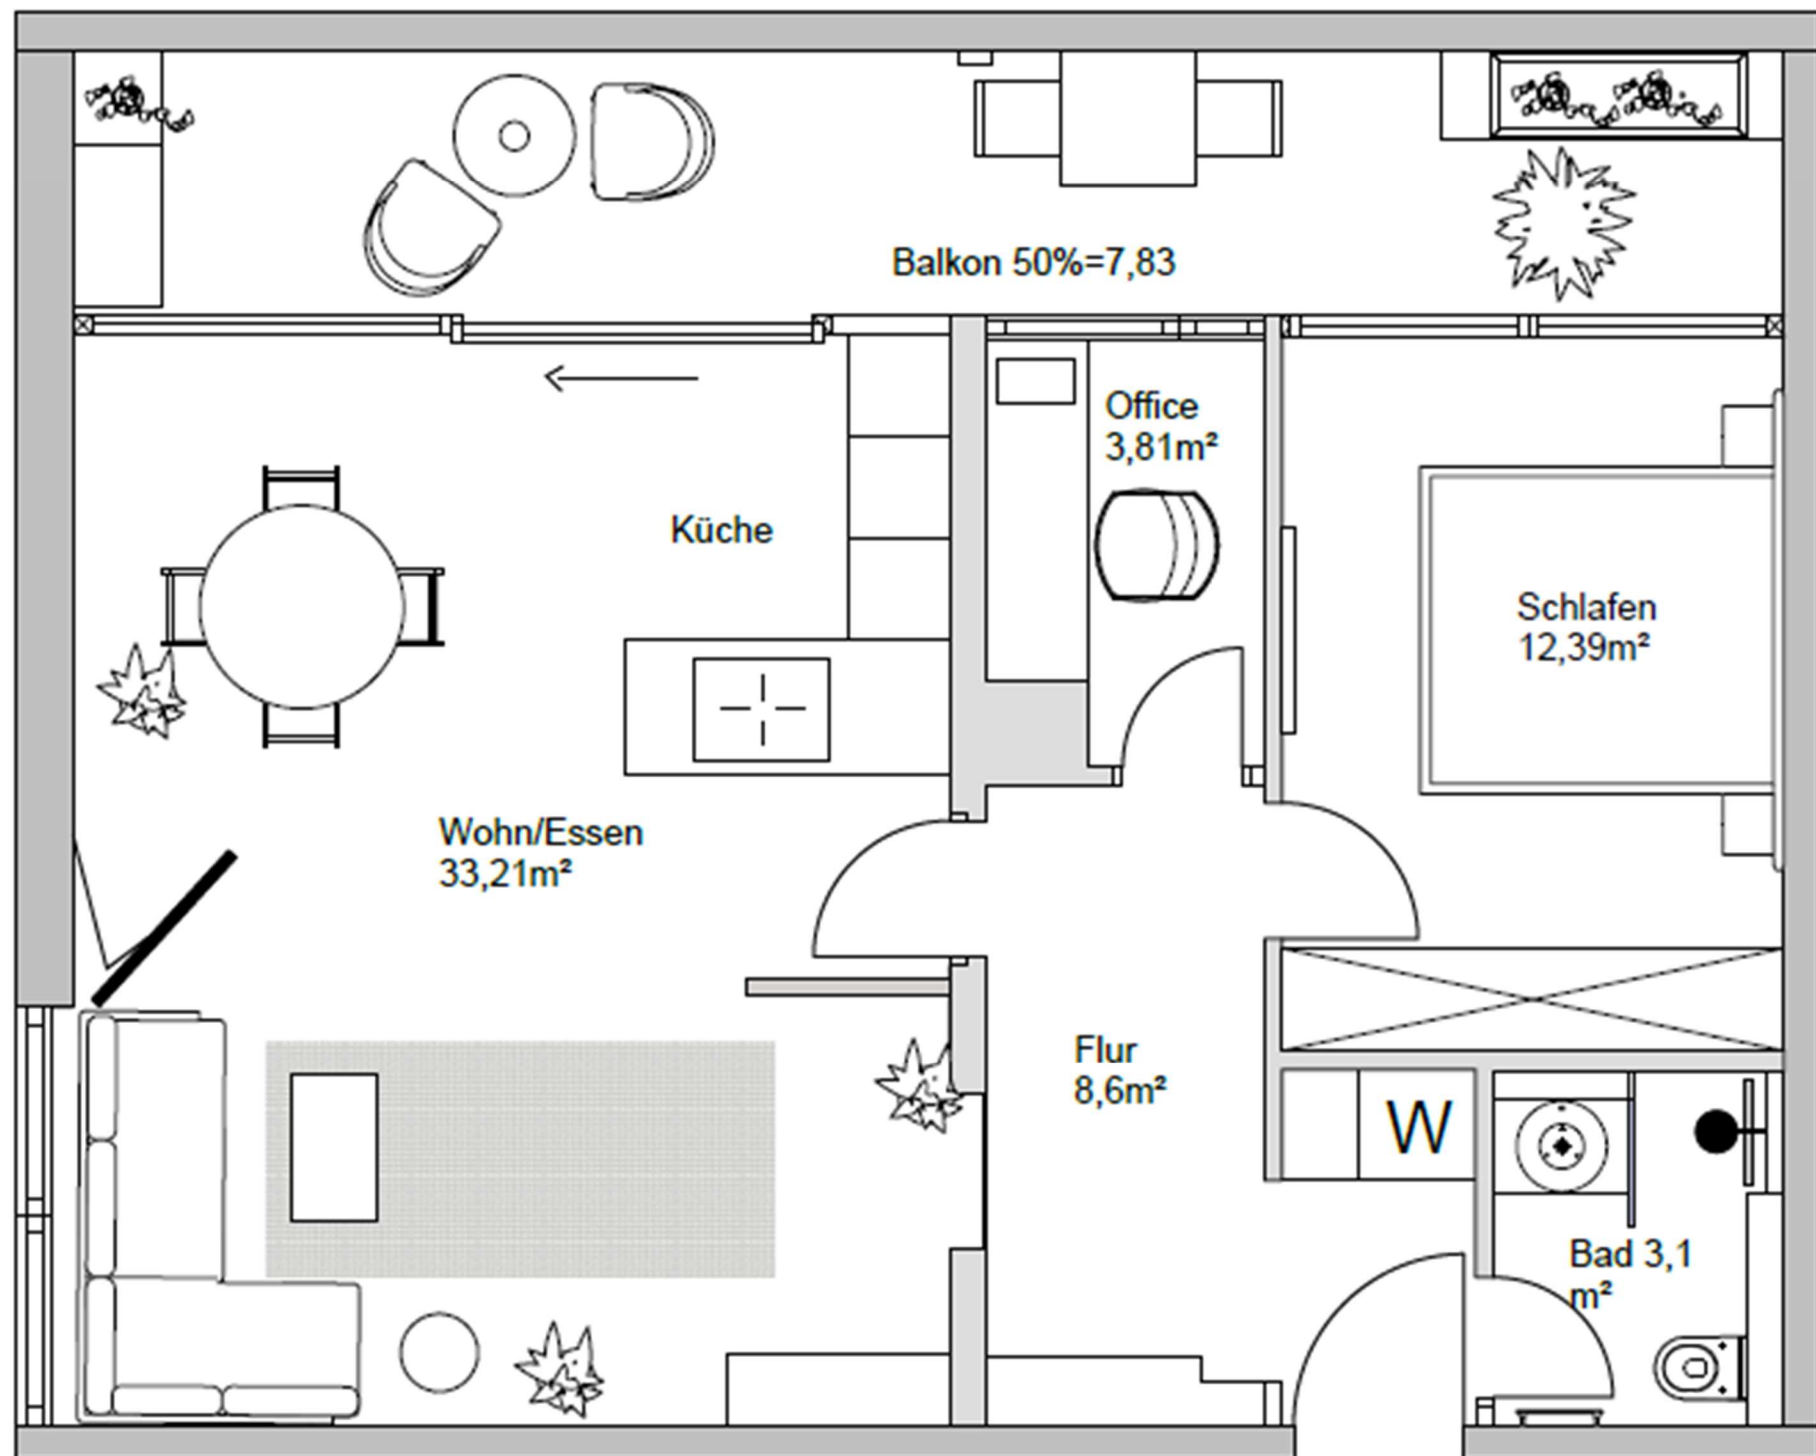 Balkon 50%=7,83
Office
3,81m²
Küche
Schlafen
12,39m²
Wohn/Essen
33,21m²
Flur
8,6m²
W
Bad 3,1
m²